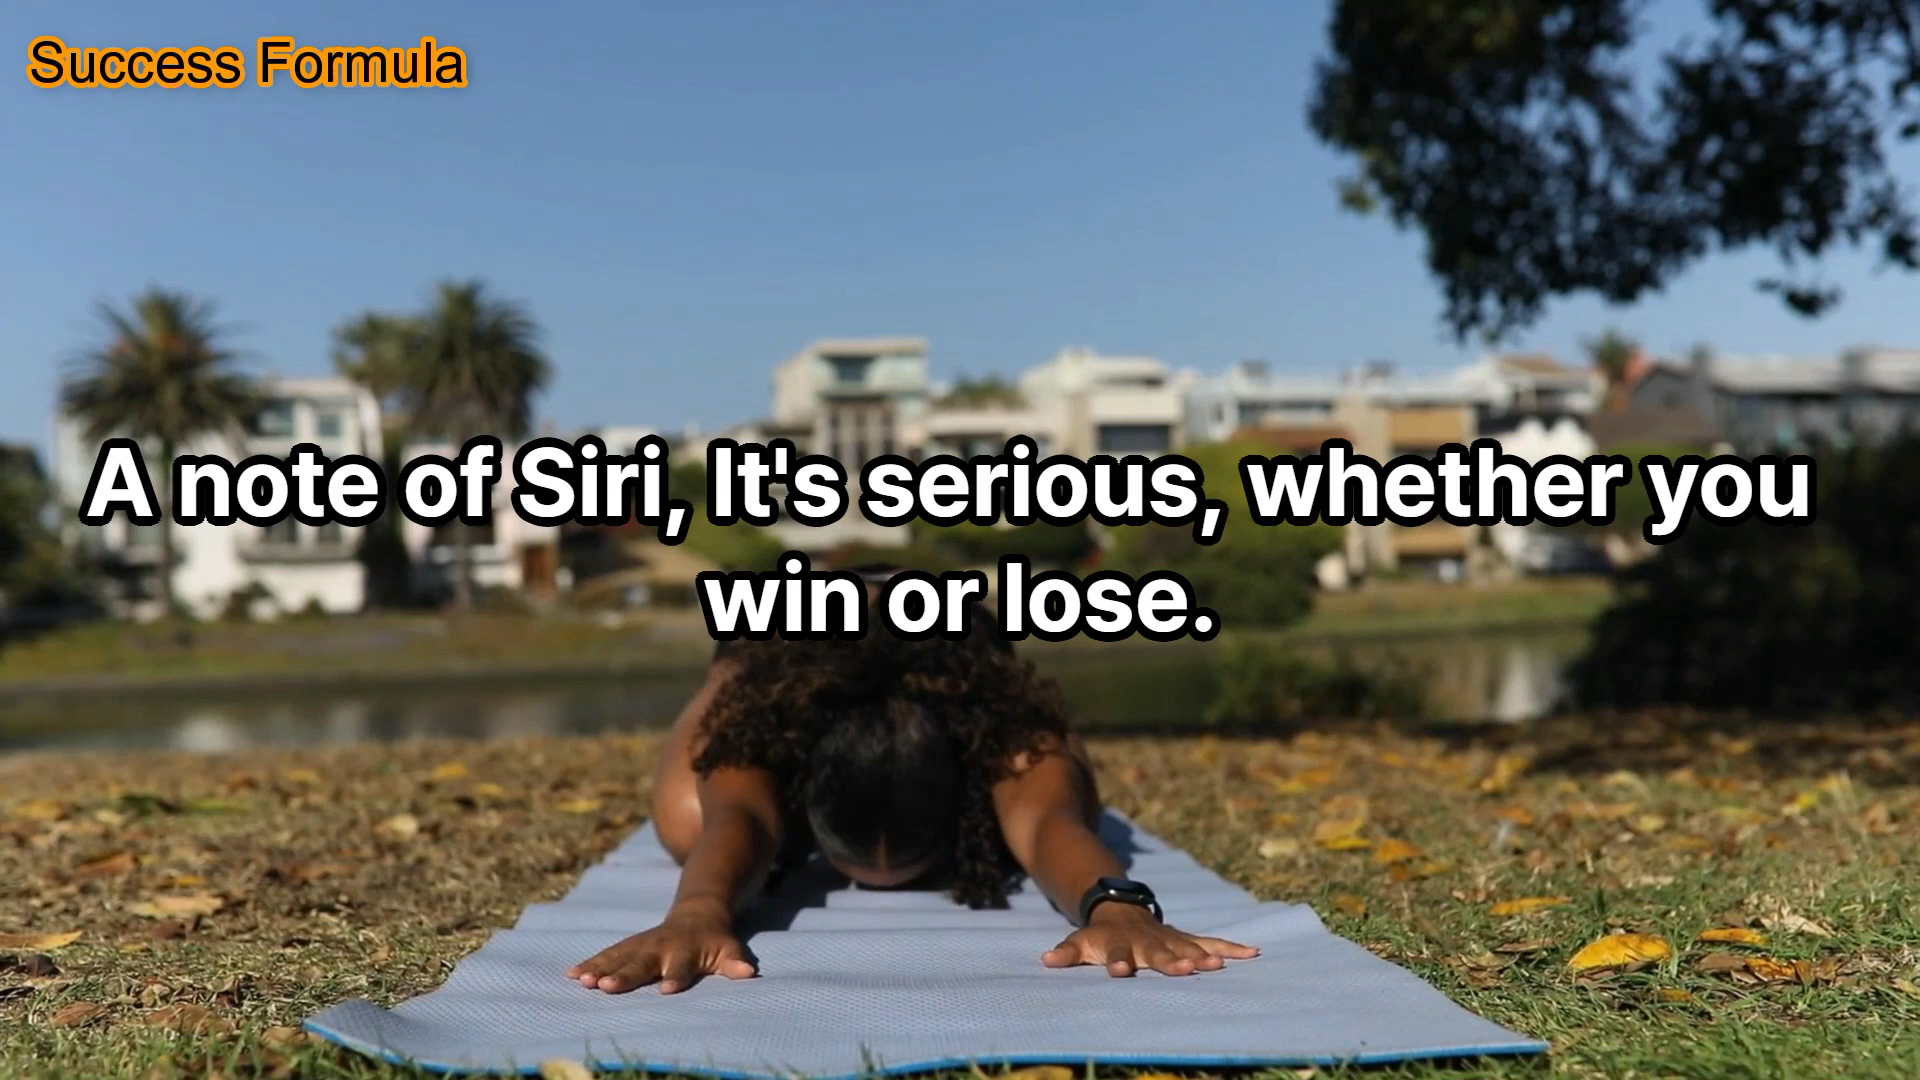 Success Formula
A note of Siri, It's serious, whether you
win or lose.